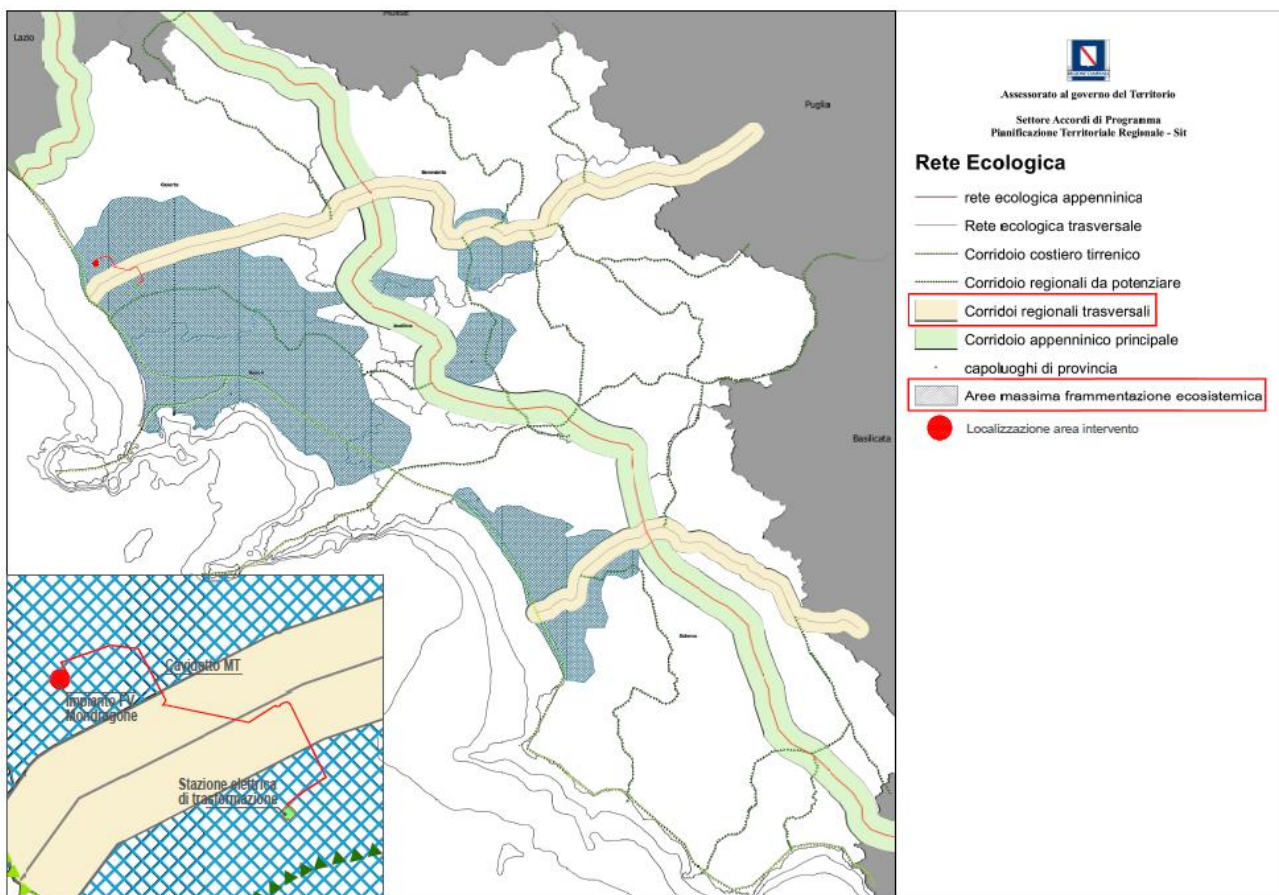 Lazio
Puglia
Caserta
Benevento
Avellino
Napoli
Basilicata
Salerno
Cavidotto MT
Impianto FV
Mondragone
Stazione elettrica
di trasformazione
REGIONE CAMPANIA
Assessorato al governo del Territorio
Settore Accordi di Programma
Pianificazione Territoriale Regionale - Sit
Rete Ecologica
rete ecologica appenninica
Rete ecologica trasversale
Corridoio costiero tirrenico
Corridoio regionali da potenziare
Corridoi regionali trasversali
Corridoio appenninico principale
capoluoghi di provincia
Aree massima frammentazione ecosistemica
Localizzazione area intervento